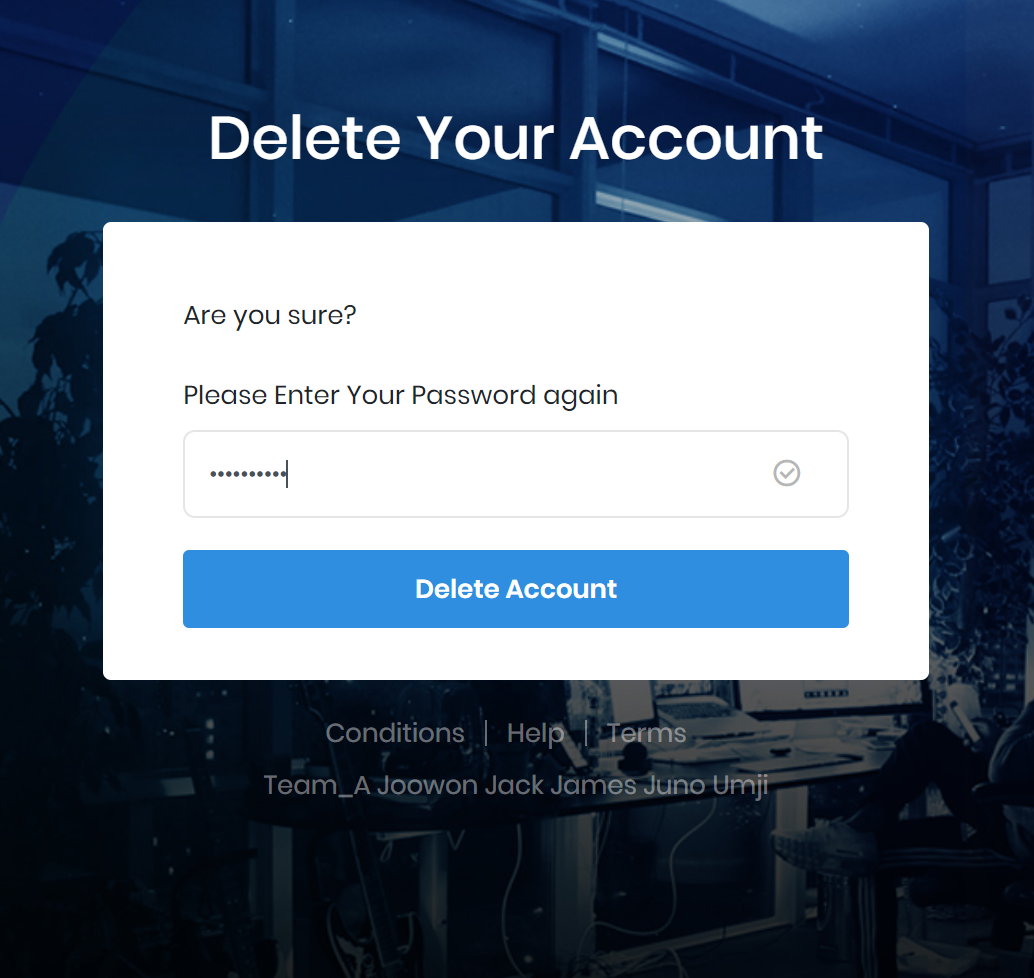 Delete Your Account
Are you sure?
Please Enter Your Password again
••••••••••
Delete Account
Conditions | Help | Terms
Team_A Joowon Jack James Juno Umji